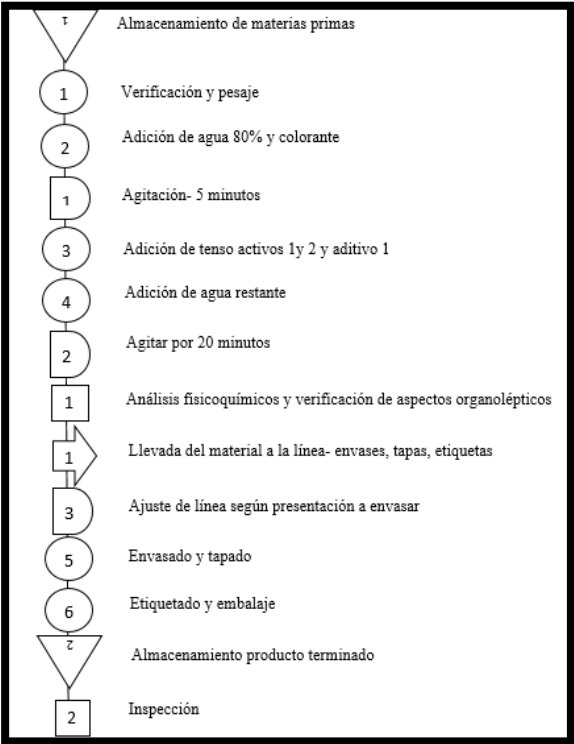 1 Almacenamiento de materias primas
1 Verificación y pesaje
2 Adición de agua 80% y colorante
1 Agitación- 5 minutos
3 Adición de tenso activos 1y 2 y aditivo 1
4 Adición de agua restante
2 Agitar por 20 minutos
1 Análisis fisicoquímicos y verificación de aspectos organolépticos
1 Llevada del material a la línea- envases, tapas, etiquetas
3 Ajuste de línea según presentación a envasar
5 Envasado y tapado
6 Etiquetado y embalaje
2 Almacenamiento producto terminado
2 Inspección